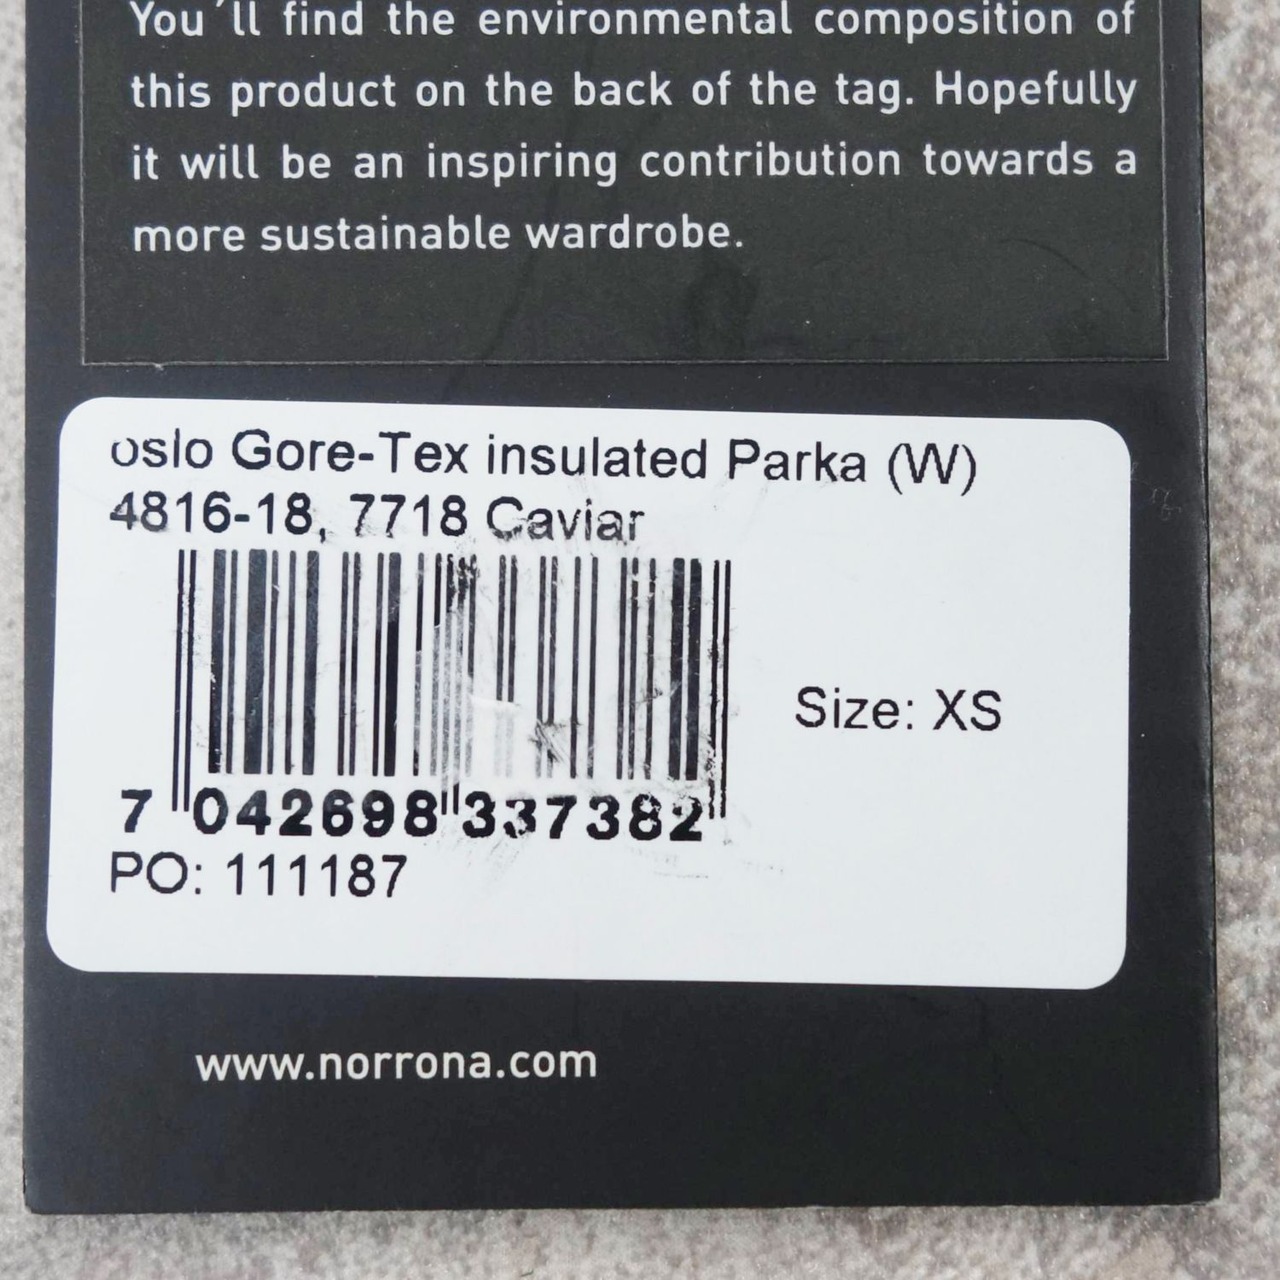 You´ll find the environmental composition of
this product on the back of the tag. Hopefully
it will be an inspiring contribution towards a
more sustainable wardrobe.
oslo Gore-Tex insulated Parka (W)
4816-18, 7718 Caviar
Size: XS
7 042698 337382
PO: 111187
www.norrona.com